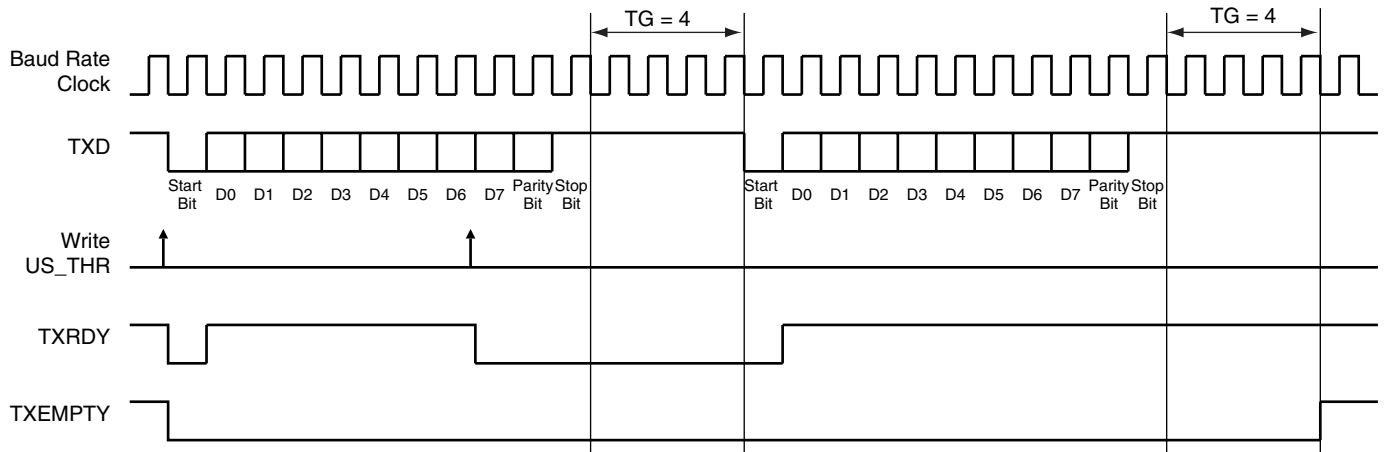 TG = 4
TG = 4
Baud Rate
Clock
TXD
Start
Bit
D0
D1
D2
D3
D4
D5
D6
D7
Parity
Bit
Stop
Bit
Start
Bit
D0
D1
D2
D3
D4
D5
D6
D7
Parity
Bit
Stop
Bit
Write
US_THR
TXRDY
TXEMPTY